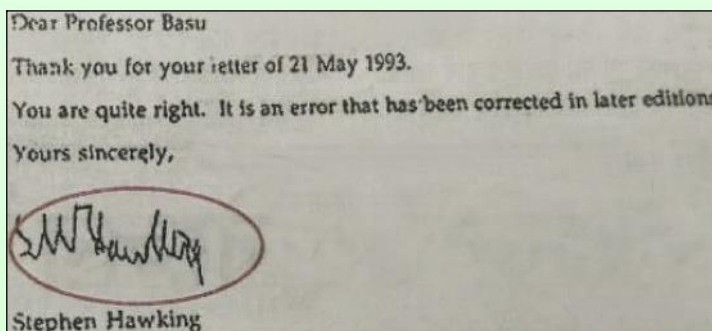 Dear Professor Basu
Thank you for your letter of 21 May 1993.
You are quite right. It is an error that has been corrected in later editions
Yours sincerely,
S W Hawking
Stephen Hawking